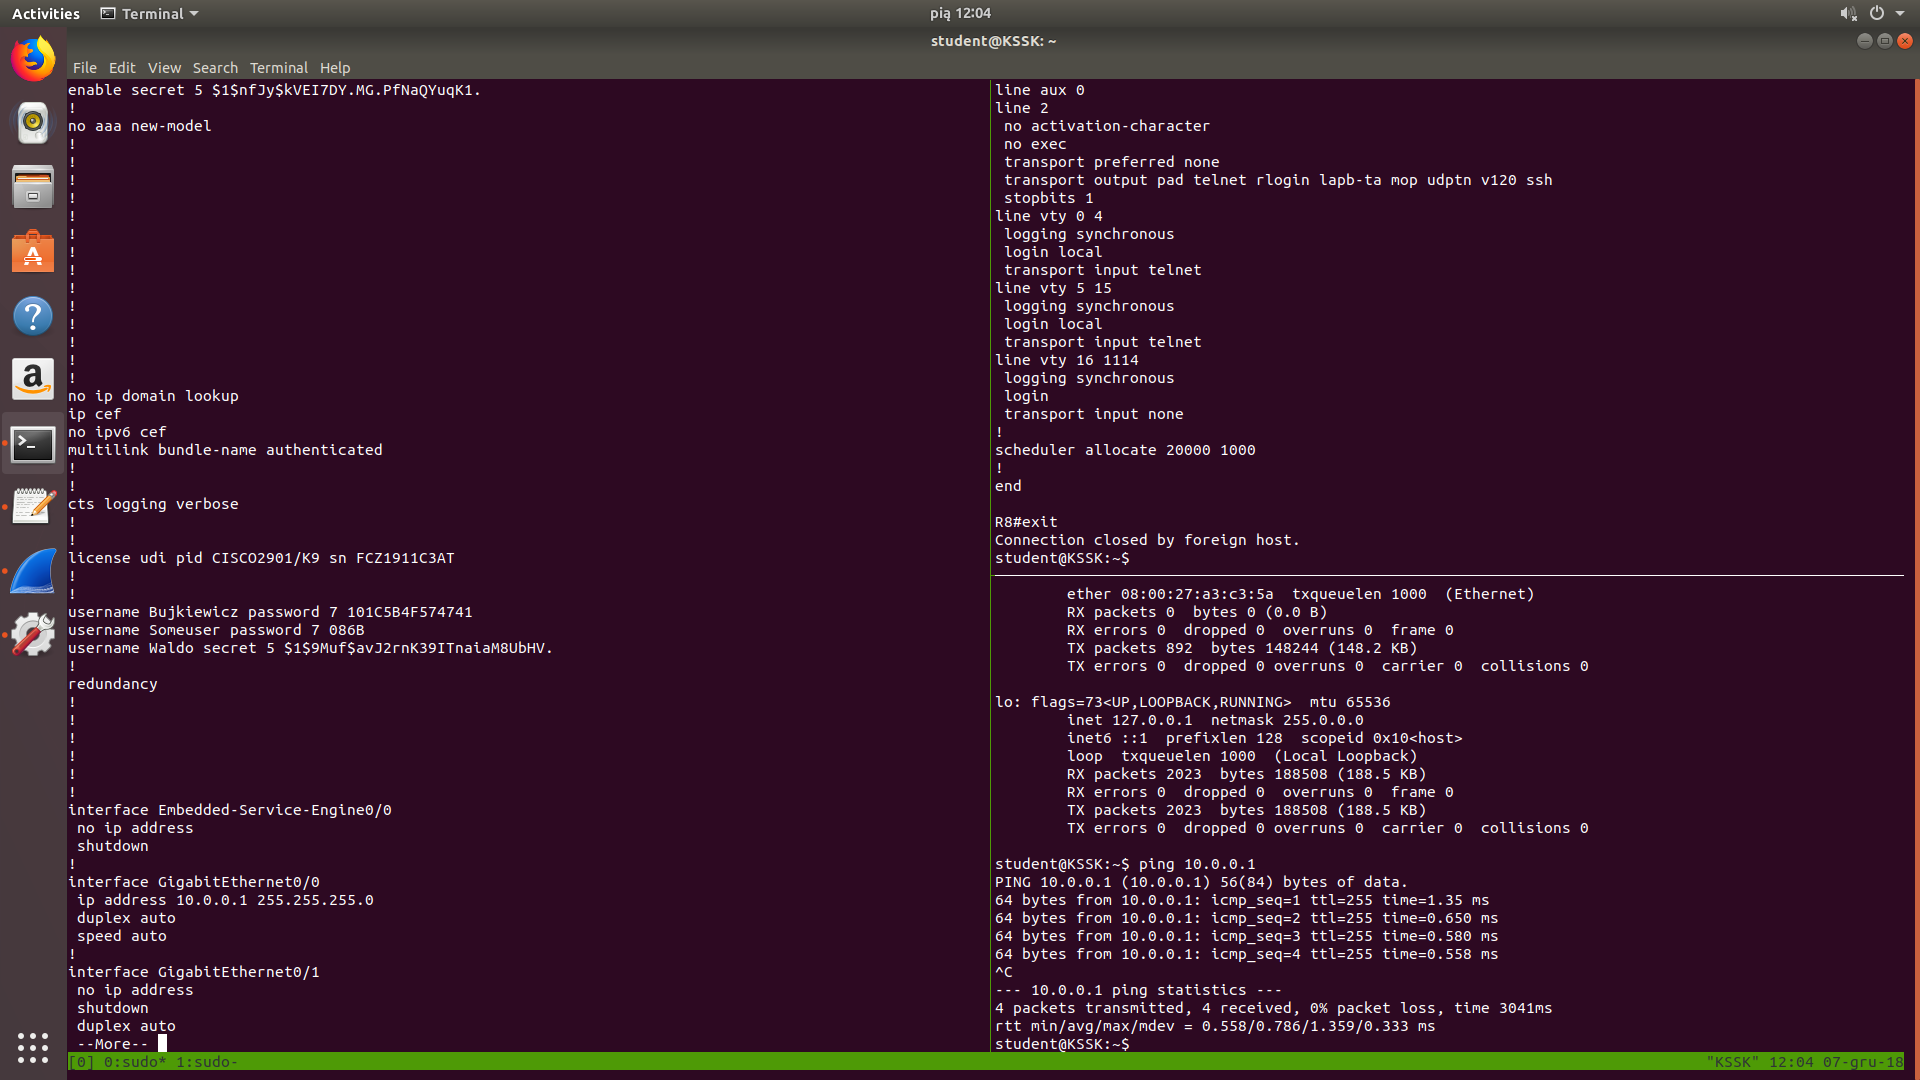 Activities
Terminal
pią 12:04
student@KSSK: ~
File Edit View Search Terminal Help
enable secret 5 $1$nfJy$kVEI7DY.MG.PfNaQYuqK1.
!
no aaa new-model
!
!
!
!
!
!
!
!
!
!
!
!
!
!
no ip domain lookup
ip cef
no ipv6 cef
multilink bundle-name authenticated
!
!
cts logging verbose
!
!
license udi pid CISCO2901/K9 sn FCZ1911C3AT
!
!
username Bujkiewicz password 7 101C5B4F574741
username Someuser password 7 086B
username Waldo secret 5 $1$9Muf$avJ2rnK39ITnaiaM8UbHV.
!
redundancy
!
!
!
!
!
!
interface Embedded-Service-Engine0/0
 no ip address
 shutdown
!
interface GigabitEthernet0/0
 ip address 10.0.0.1 255.255.255.0
 duplex auto
 speed auto
!
interface GigabitEthernet0/1
 no ip address
 shutdown
 duplex auto
 --More--
line aux 0
line 2
 no activation-character
 no exec
 transport preferred none
 transport output pad telnet rlogin lapb-ta mop udptn v120 ssh
 stopbits 1
line vty 0 4
 logging synchronous
 login local
 transport input telnet
line vty 5 15
 logging synchronous
 login local
 transport input telnet
line vty 16 1114
 logging synchronous
 login
 transport input none
!
scheduler allocate 20000 1000
!
end
R8#exit
Connection closed by foreign host.
student@KSSK:~$
ether 08:00:27:a3:c3:5a  txqueuelen 1000  (Ethernet)
RX packets 0  bytes 0 (0.0 B)
RX errors 0  dropped 0  overruns 0  frame 0
TX packets 892  bytes 148244 (148.2 KB)
TX errors 0  dropped 0 overruns 0  carrier 0  collisions 0
lo: flags=73<UP,LOOPBACK,RUNNING>  mtu 65536
inet 127.0.0.1  netmask 255.0.0.0
inet6 ::1  prefixlen 128  scopeid 0x10<host>
loop  txqueuelen 1000  (Local Loopback)
RX packets 2023  bytes 188508 (188.5 KB)
RX errors 0  dropped 0  overruns 0  frame 0
TX packets 2023  bytes 188508 (188.5 KB)
TX errors 0  dropped 0 overruns 0  carrier 0  collisions 0
student@KSSK:~$ ping 10.0.0.1
PING 10.0.0.1 (10.0.0.1) 56(84) bytes of data.
64 bytes from 10.0.0.1: icmp_seq=1 ttl=255 time=1.35 ms
64 bytes from 10.0.0.1: icmp_seq=2 ttl=255 time=0.650 ms
64 bytes from 10.0.0.1: icmp_seq=3 ttl=255 time=0.580 ms
64 bytes from 10.0.0.1: icmp_seq=4 ttl=255 time=0.558 ms
^C
--- 10.0.0.1 ping statistics ---
4 packets transmitted, 4 received, 0% packet loss, time 3041ms
rtt min/avg/max/mdev = 0.558/0.786/1.359/0.333 ms
student@KSSK:~$
[0] 0:sudo* 1:sudo-
"KSSK" 12:04 07-gru-18